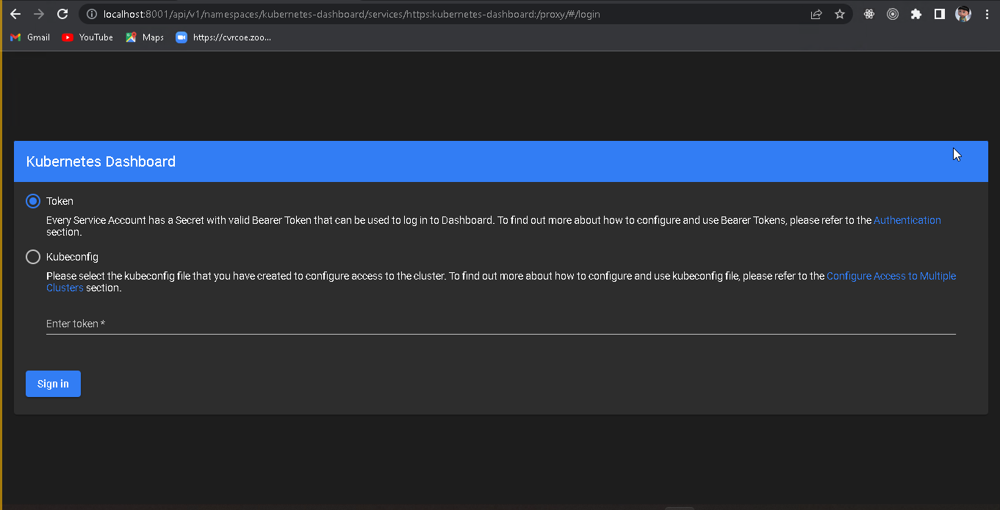 localhost:8001/api/v1/namespaces/kubernetes-dashboard/services/https:kubernetes-dashboard:/proxy/#/login
Gmail YouTube Maps https://cvrcoe.zoo...
Kubernetes Dashboard
Token
Every Service Account has a Secret with valid Bearer Token that can be used to log in to Dashboard. To find out more about how to configure and use Bearer Tokens, please refer to the Authentication
section.
Kubeconfig
Please select the kubeconfig file that you have created to configure access to the cluster. To find out more about how to configure and use kubeconfig file, please refer to the Configure Access to Multiple
Clusters section.
Enter token *
Sign in